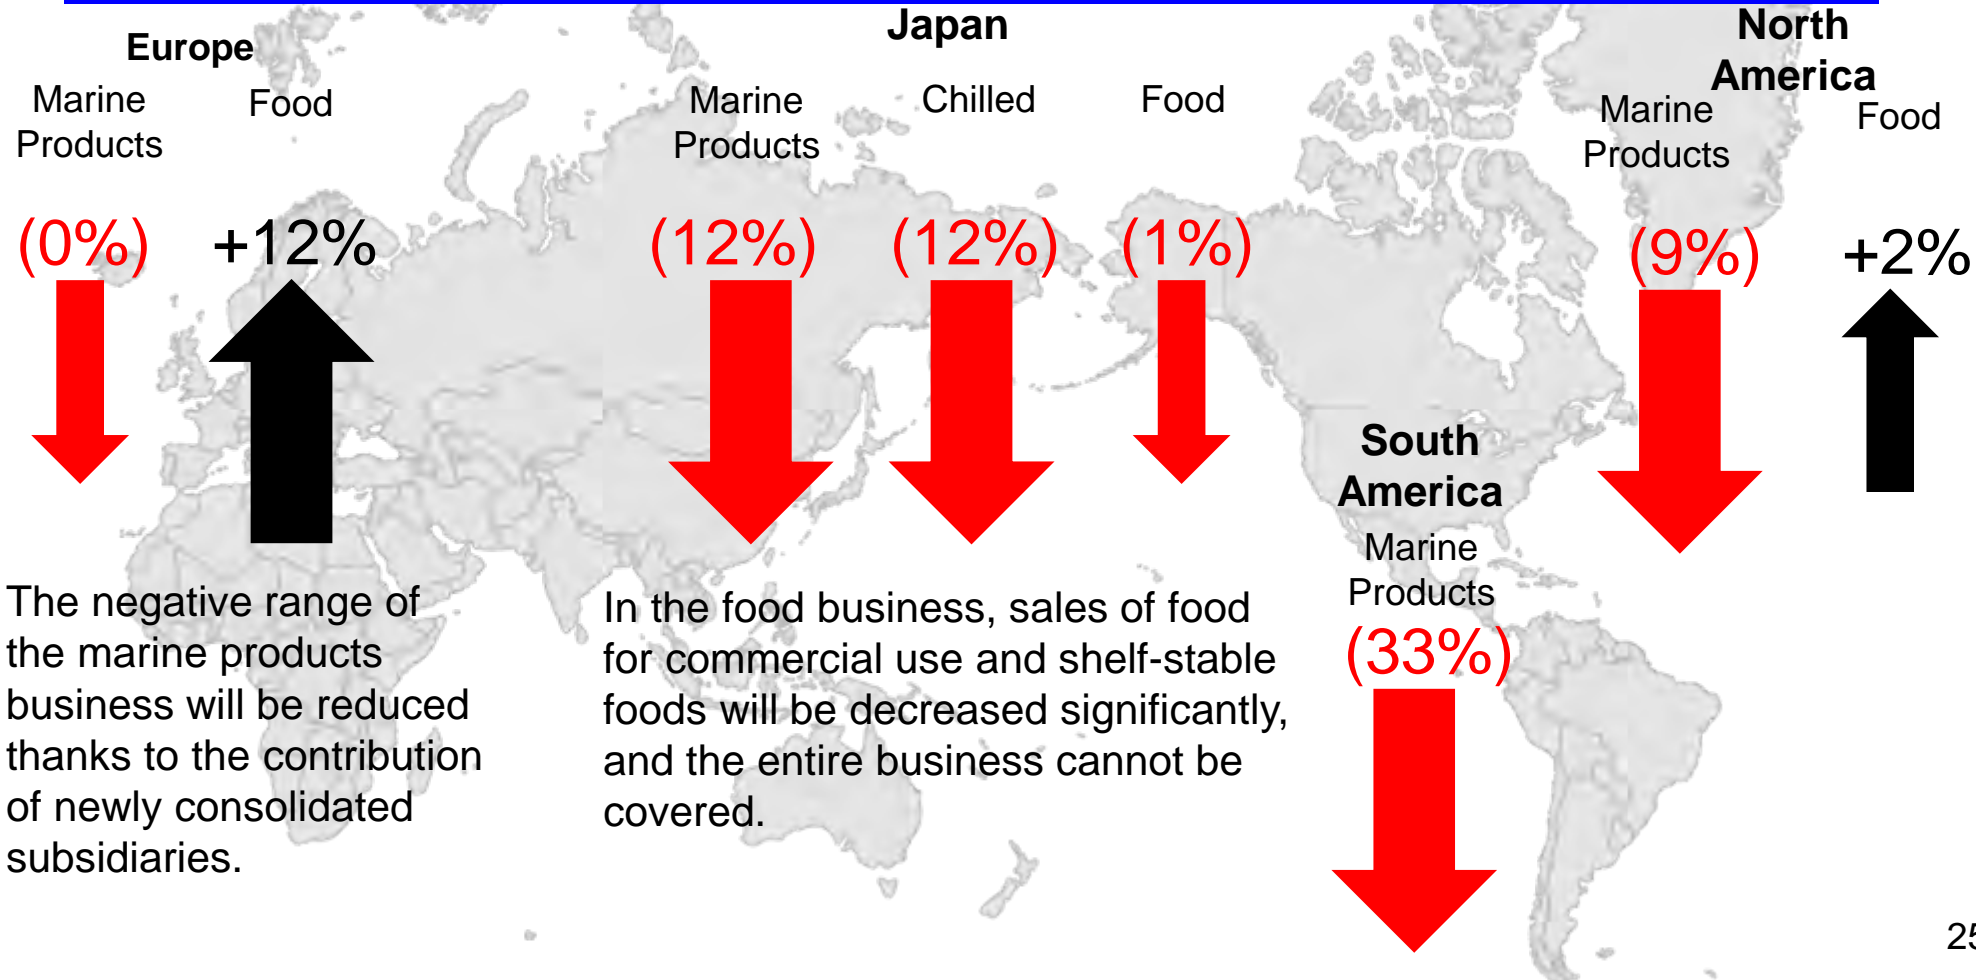 Europe
Marine
Products
Food
(0%)
+12%
The negative range of
the marine products
business will be reduced
thanks to the contribution
of newly consolidated
subsidiaries.
Japan
Marine
Products
Chilled
Food
(12%)
(12%)
(1%)
In the food business, sales of food
for commercial use and shelf-stable
foods will be decreased significantly,
and the entire business cannot be
covered.
North
America
Marine
Products
Food
(9%)
+2%
South
America
Marine
Products
(33%)
25